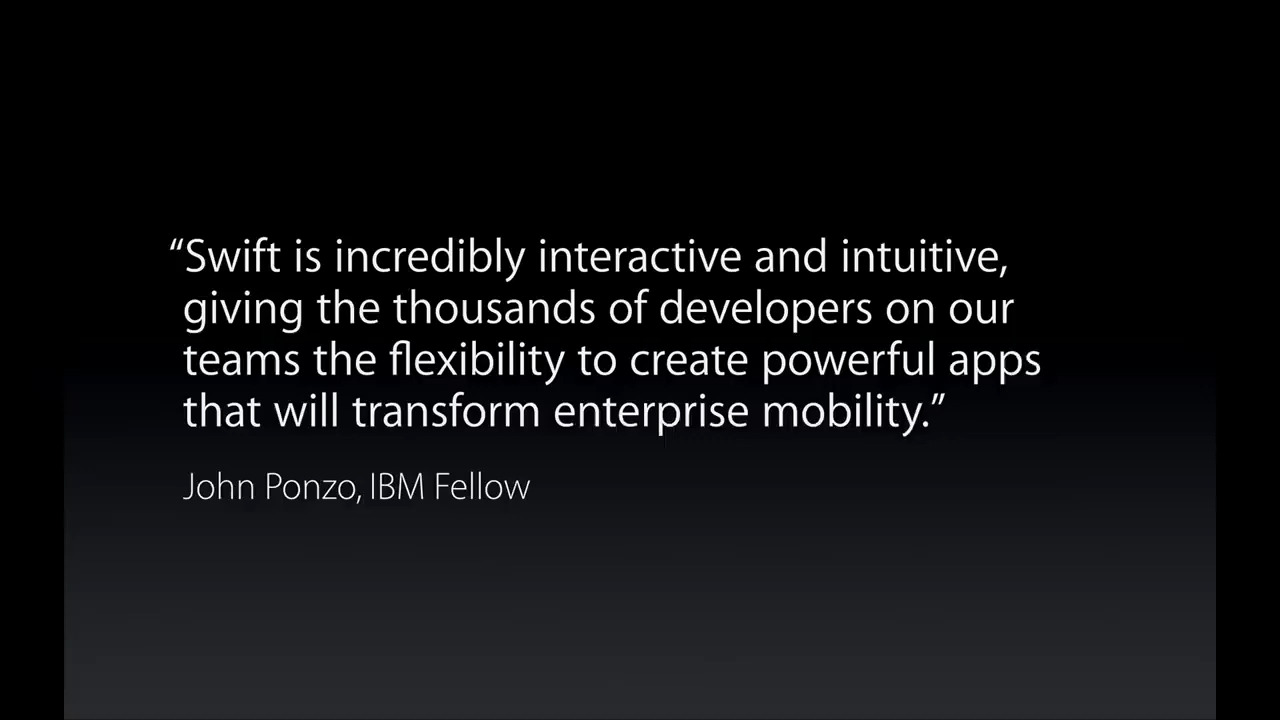 “Swift is incredibly interactive and intuitive,
giving the thousands of developers on our
teams the flexibility to create powerful apps
that will transform enterprise mobility.”
John Ponzo, IBM Fellow